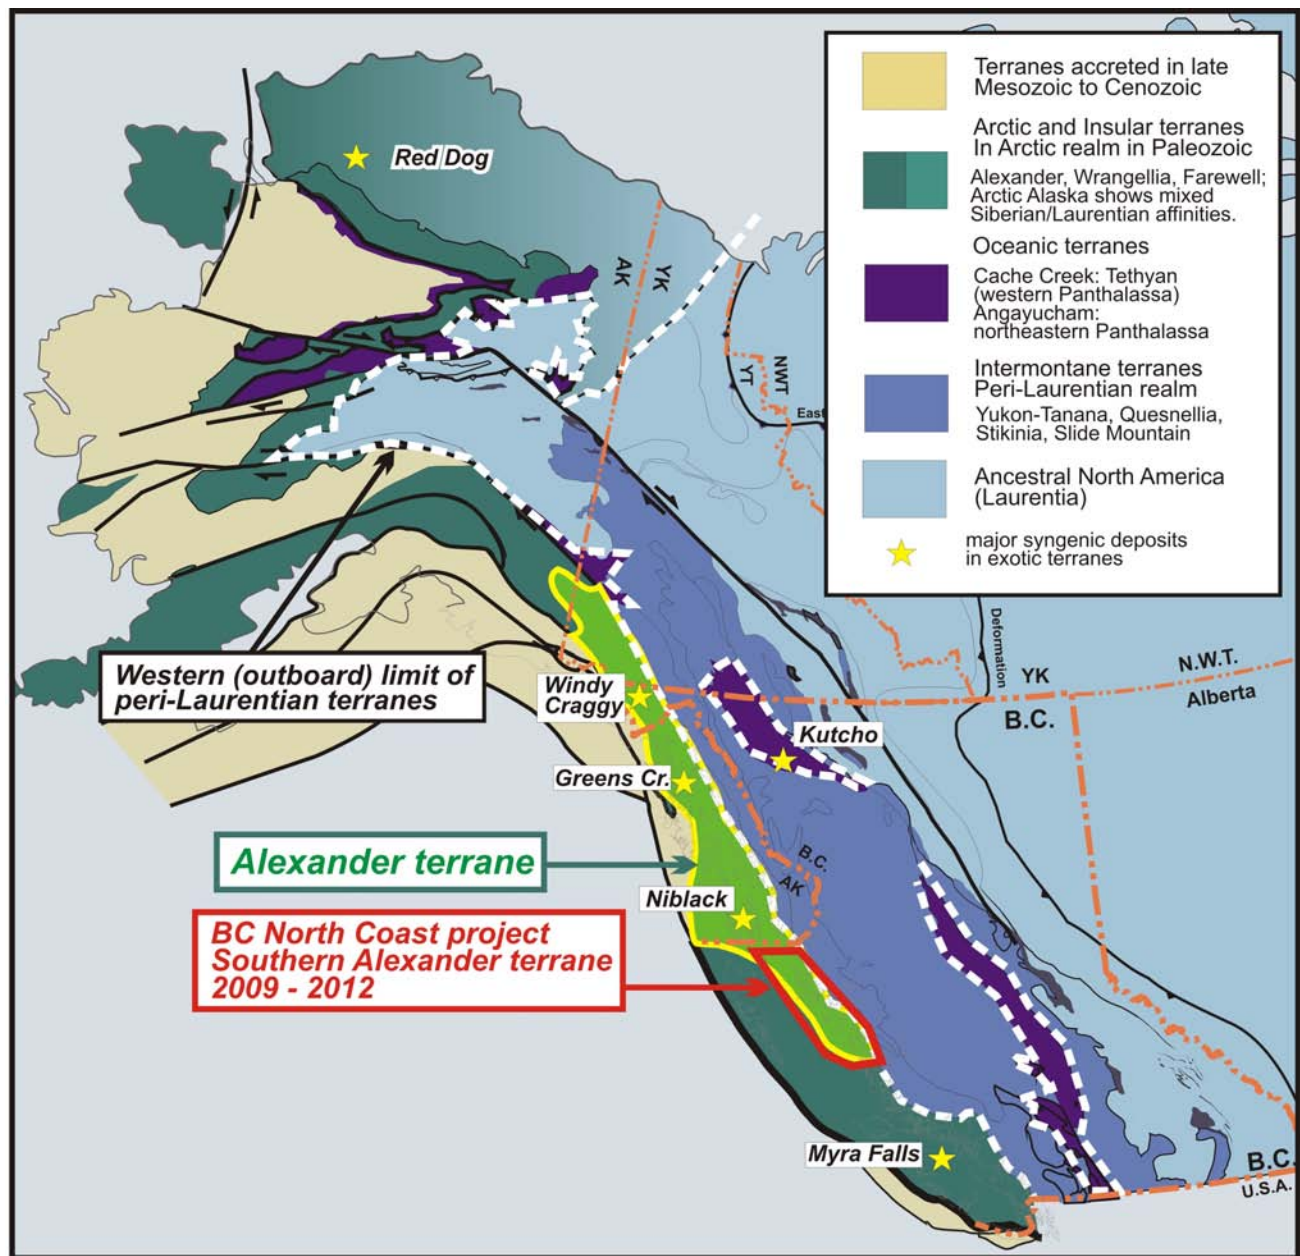 Terranes accreted in late
Mesozoic to Cenozoic
Arctic and Insular terranes
In Arctic realm in Paleozoic
Alexander, Wrangellia, Farewell;
Arctic Alaska shows mixed
Siberian/Laurentian affinities.
Oceanic terranes
Cache Creek: Tethyan
(western Panthalassa)
Angayucham:
northeastern Panthalassa
Intermontane terranes
Peri-Laurentian realm
Yukon-Tanana, Quesnellia,
Stikinia, Slide Mountain
Ancestral North America
(Laurentia)
major syngenic deposits
in exotic terranes
Red Dog
AK
YK
NWT
YT
East
Deformation
Western (outboard) limit of
peri-Laurentian terranes
Windy
Craggy
YK
N.W.T.
B.C.
Alberta
Kutcho
Greens Cr.
Alexander terrane
B.C.
AK
Niblack
BC North Coast project
Southern Alexander terrane
2009 - 2012
Myra Falls
B.C.
U.S.A.